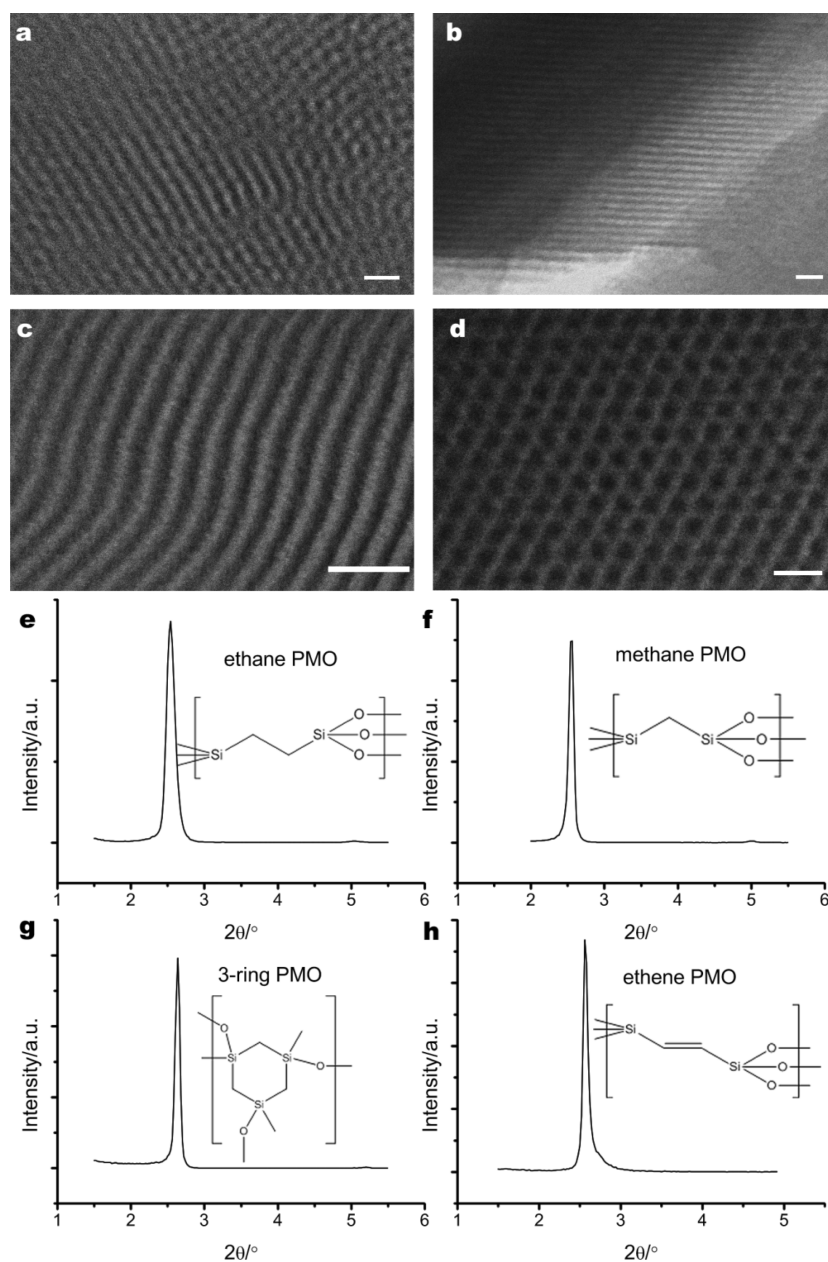 a
b
c
d
e
ethane PMO
Si
Si
O
O
O
Intensity/a.u.
1 2 3 4 5 6
2θ/°
f
methane PMO
Si
Si
O
O
O
Intensity/a.u.
1 2 3 4 5 6
2θ/°
g
3-ring PMO
O
Si
Si
O
Si
O
Intensity/a.u.
1 2 3 4 5 6
2θ/°
h
ethene PMO
Si
Si
O
O
O
Intensity/a.u.
1 2 3 4 5
2θ/°